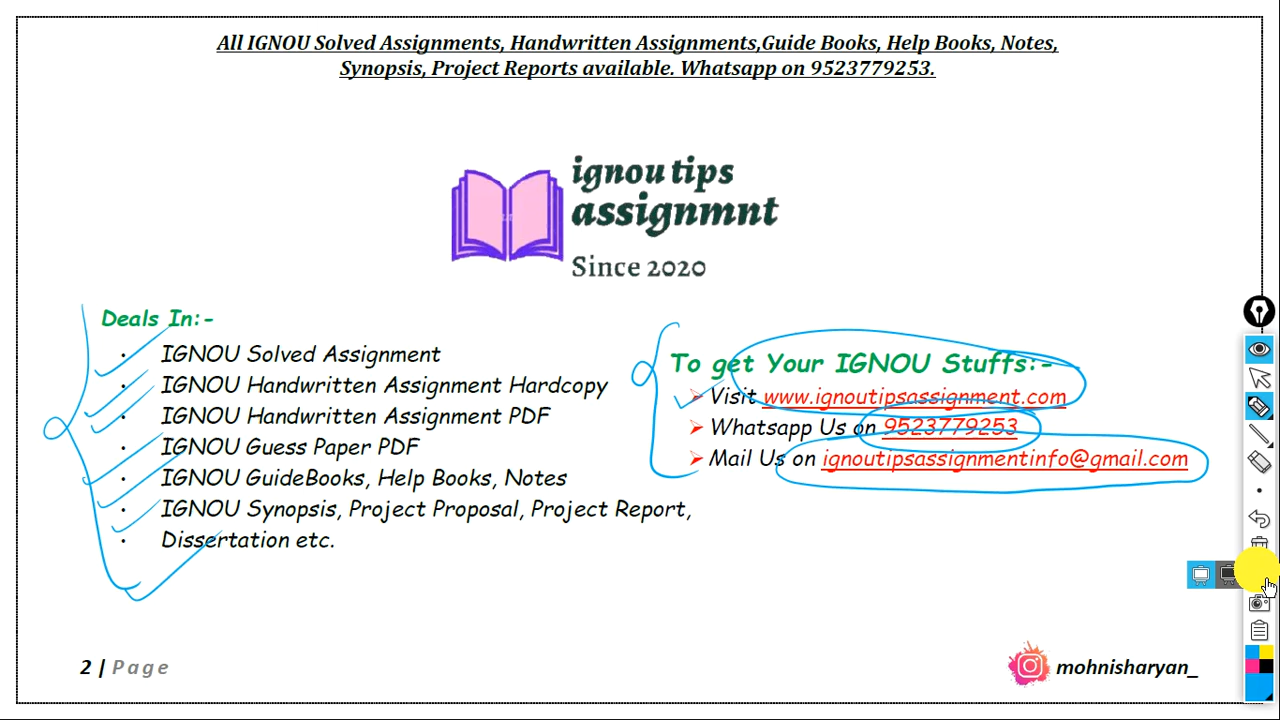 All IGNOU Solved Assignments, Handwritten Assignments,Guide Books, Help Books, Notes,
Synopsis, Project Reports available. Whatsapp on 9523779253.
ignou tips
assignmnt
Since 2020
Deals In:-
· IGNOU Solved Assignment
· IGNOU Handwritten Assignment Hardcopy
· IGNOU Handwritten Assignment PDF
· IGNOU Guess Paper PDF
· IGNOU GuideBooks, Help Books, Notes
· IGNOU Synopsis, Project Proposal, Project Report,
· Dissertation etc.
To get Your IGNOU Stuffs:-
➢ Visit www.ignoutipsassignment.com
➢ Whatsapp Us on 9523779253
➢ Mail Us on ignoutipsassignmentinfo@gmail.com
2 | Page
mohnisharyan_